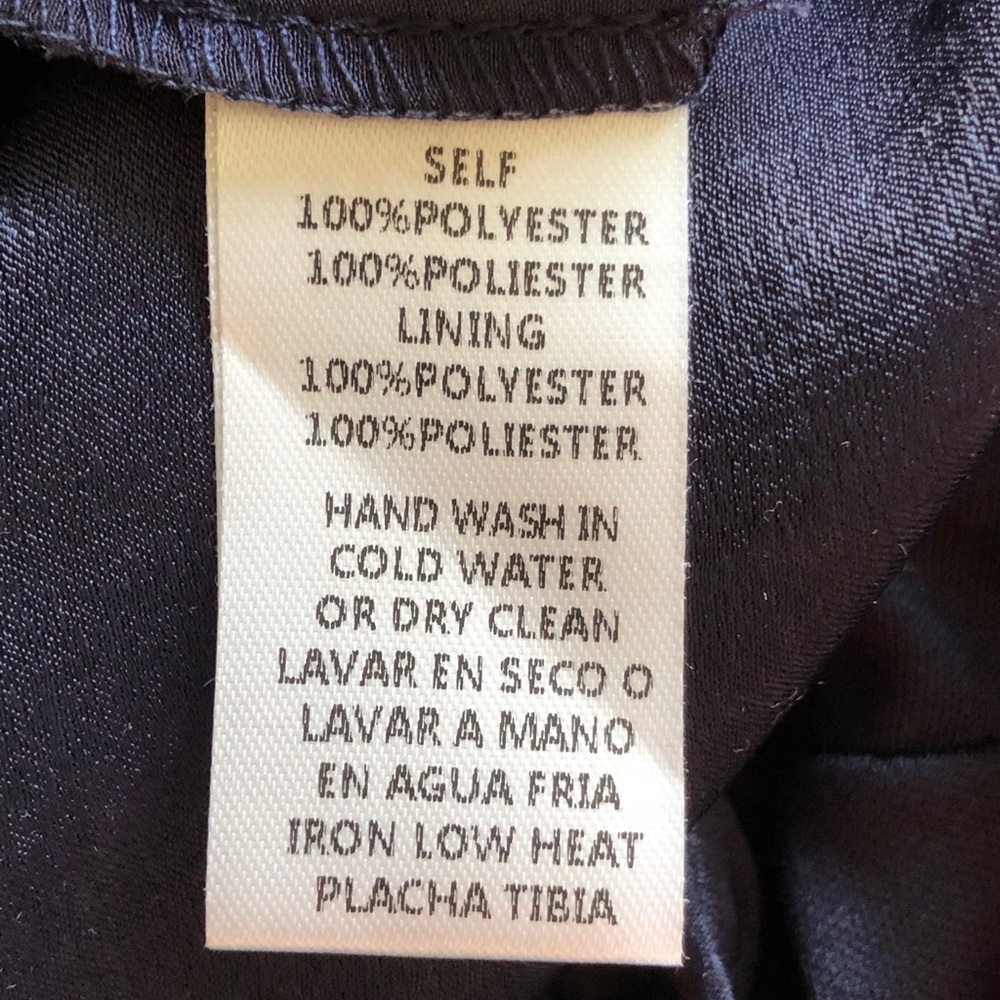 SELF
100%POLYESTER
100%POLIESTER
LINING
100%POLYESTER
100%POLIESTER
HAND WASH IN
COLD WATER
OR DRY CLEAN
LAVAR EN SECO O
LAVAR A MANO
EN AGUA FRIA
IRON LOW HEAT
PLACHA TIBIA